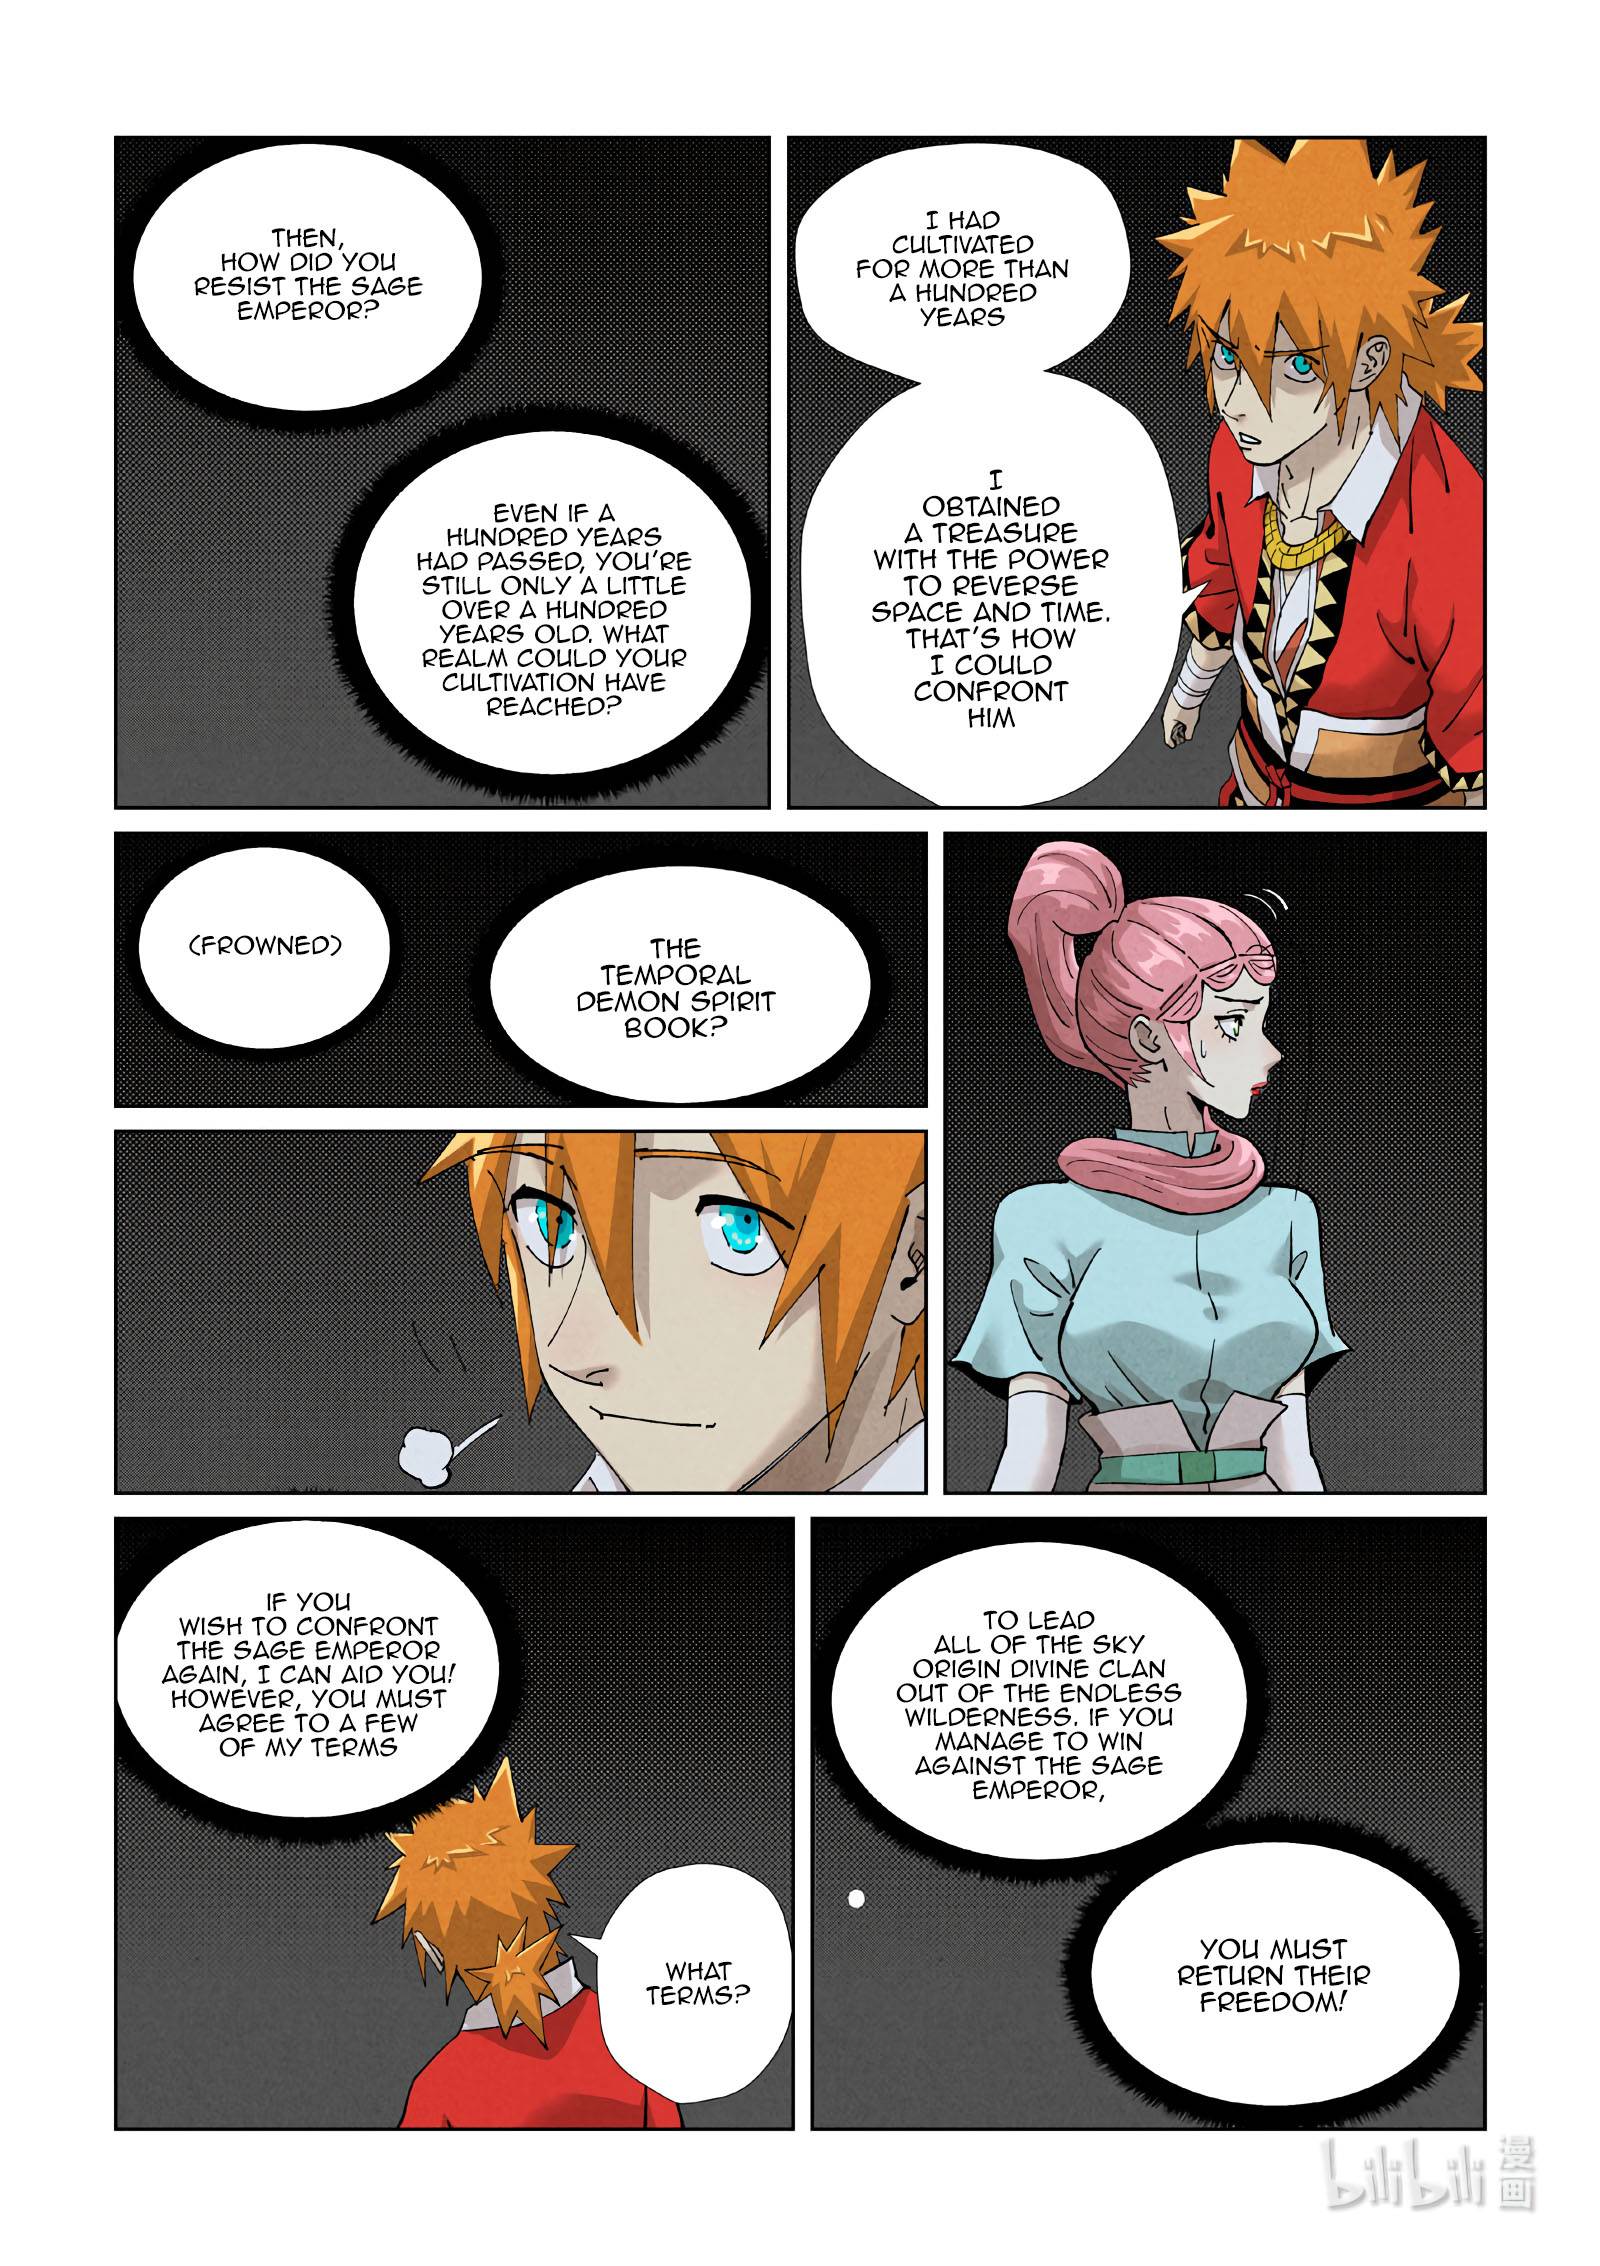 THEN,
HOW DID YOU
RESIST THE SAGE
EMPEROR?
EVEN IF A
HUNDRED YEARS
HAD PASSED, YOU'RE
STILL ONLY A LITTLE
OVER A HUNDRED
YEARS OLD. WHAT
REALM COULD YOUR
CULTIVATION HAVE
REACHED?
I HAD
CULTIVATED
FOR MORE THAN
A HUNDRED
YEARS
I
OBTAINED
A TREASURE
WITH THE POWER
TO REVERSE
SPACE AND TIME.
THAT'S HOW
I COULD
CONFRONT
HIM
(FROWNED)
THE
TEMPORAL
DEMON SPIRIT
BOOK?
IF YOU
WISH TO CONFRONT
THE SAGE EMPEROR
AGAIN, I CAN AID YOU!
HOWEVER, YOU MUST
AGREE TO A FEW
OF MY TERMS
WHAT
TERMS?
TO LEAD
ALL OF THE SKY
ORIGIN DIVINE CLAN
OUT OF THE ENDLESS
WILDERNESS. IF YOU
MANAGE TO WIN
AGAINST THE SAGE
EMPEROR,
YOU MUST
RETURN THEIR
FREEDOM!
bilibili 漫画